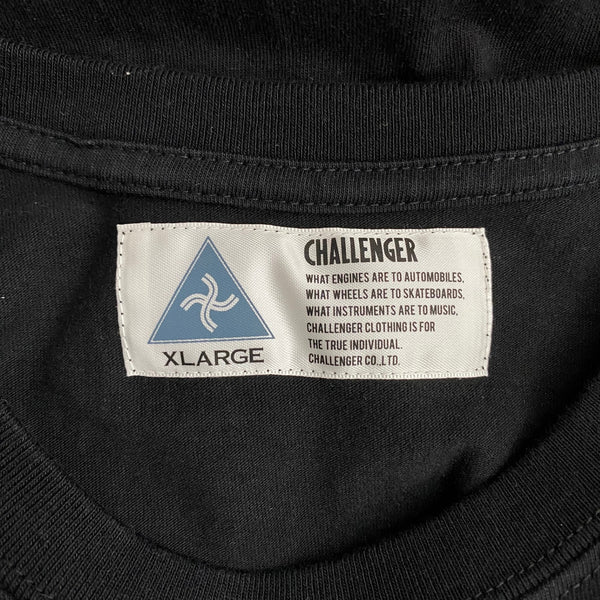 XLARGE
CHALLENGER
WHAT ENGINES ARE TO AUTOMOBILES,
WHAT WHEELS ARE TO SKATEBOARDS,
WHAT INSTRUMENTS ARE TO MUSIC,
CHALLENGER CLOTHING IS FOR
THE TRUE INDIVIDUAL.
CHALLENGER CO.,LTD.